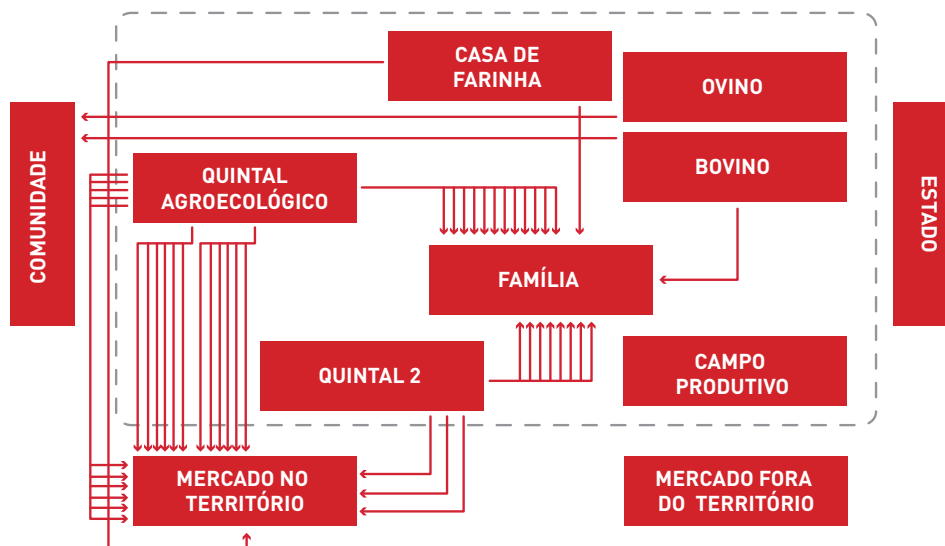 CASA DE
FARINHA
OVINO
COMUNIDADE
QUINTAL
AGROECOLÓGICO
BOVINO
ESTADO
FAMÍLIA
QUINTAL 2
CAMPO
PRODUTIVO
MERCADO NO
TERRITÓRIO
MERCADO FORA
DO TERRITÓRIO